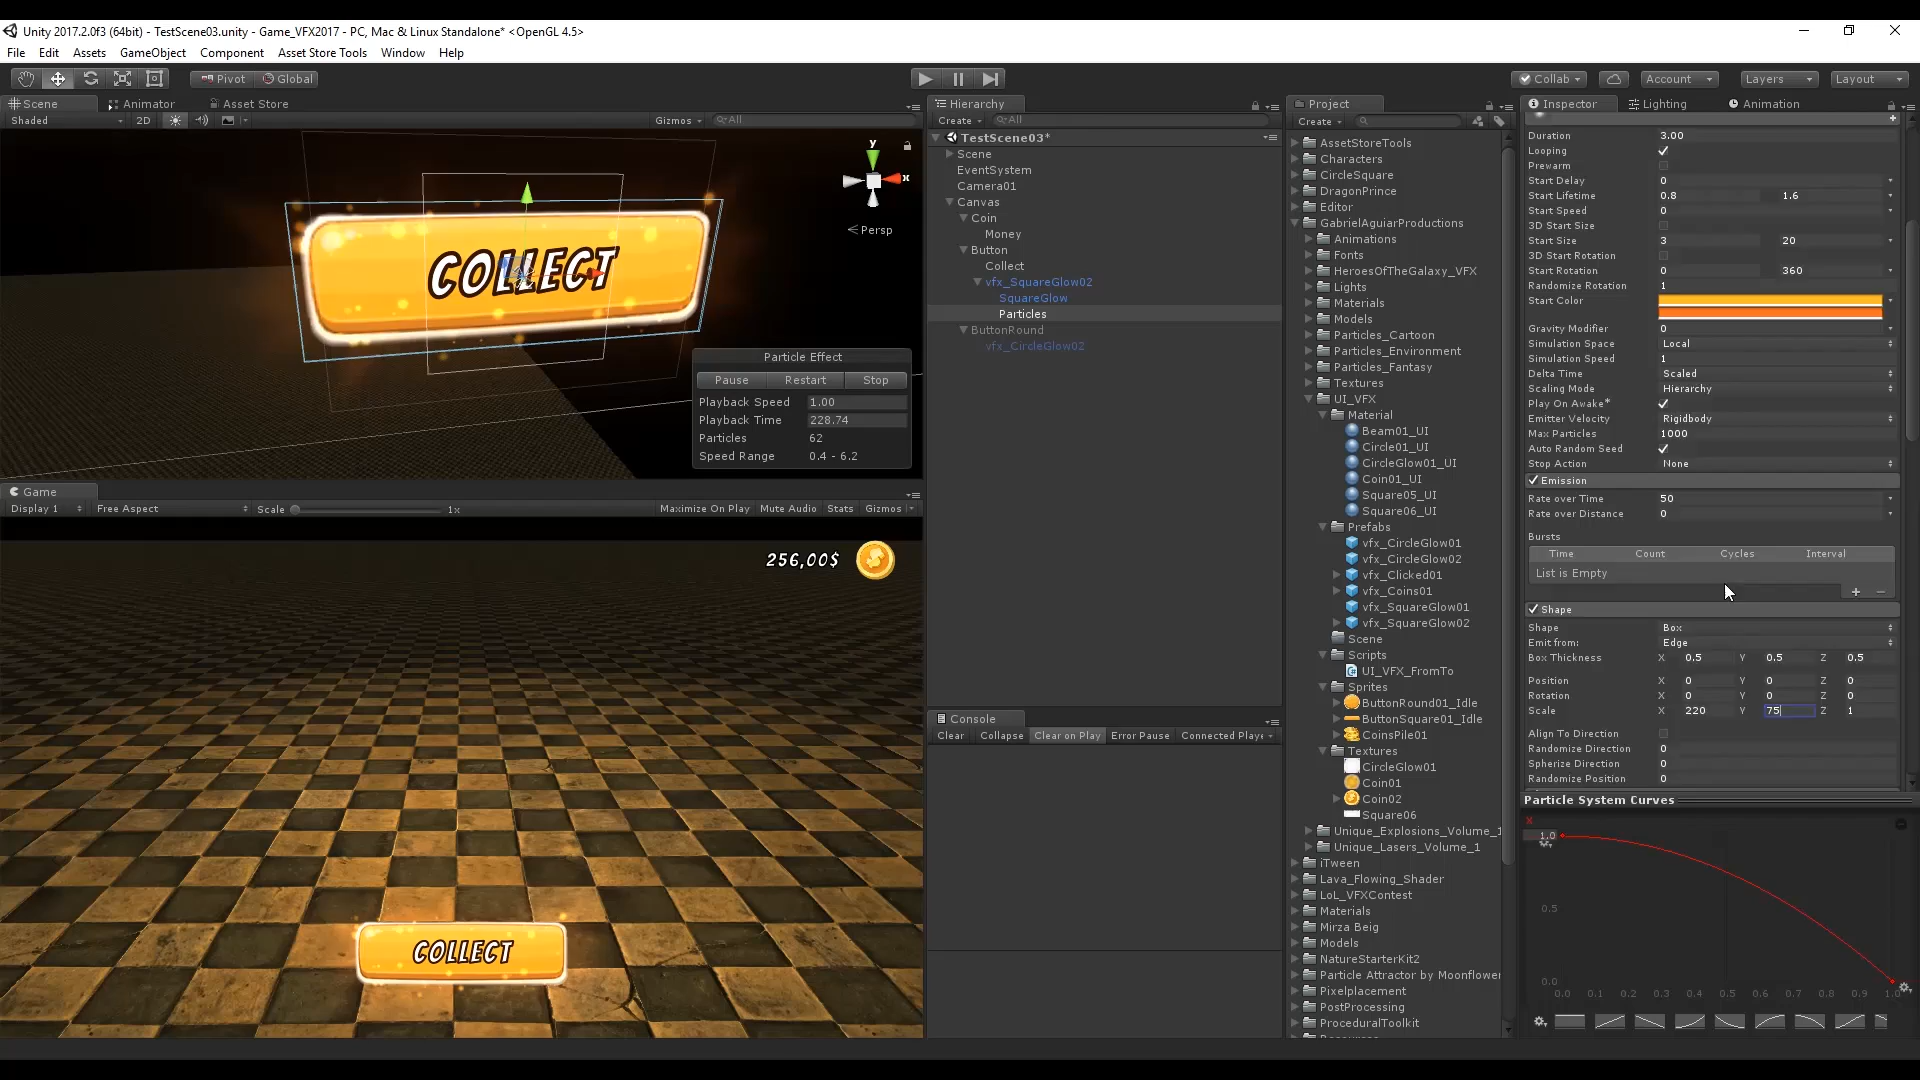 Unity 2017.2.0f3 (64bit) - TestScene03.unity - Game_VFX2017 - PC, Mac & Linux Standalone* <OpenGL 4.5>
File Edit Assets GameObject Component Asset Store Tools Window Help
Pivot Global Collab Account Layers Layout
Scene Animator Asset Store
Shaded 2D Gizmos All
y
x
Persp
COLLECT
Particle Effect
Pause Restart Stop
Playback Speed 1.00
Playback Time 228.74
Particles 62
Speed Range 0.4 - 6.2
Game
Display 1 Free Aspect Scale 1x Maximize On Play Mute Audio Stats Gizmos
256,00$
COLLECT
Hierarchy
Create All
TestScene03*
Scene
EventSystem
Camera01
Canvas
Coin
Money
Button
Collect
vfx_SquareGlow02
SquareGlow
Particles
ButtonRound
vfx_CircleGlow02
Console
Clear Collapse Clear on Play Error Pause Connected Playe
Project
Create
AssetStoreTools
Characters
CircleSquare
DragonPrince
Editor
GabrielAguiarProductions
Animations
Fonts
HeroesOfTheGalaxy_VFX
Lights
Materials
Models
Particles_Cartoon
Particles_Environment
Particles_Fantasy
Textures
UI_VFX
Material
Beam01_UI
Circle01_UI
CircleGlow01_UI
Coin01_UI
Square05_UI
Square06_UI
Prefabs
vfx_CircleGlow01
vfx_CircleGlow02
vfx_Clicked01
vfx_Coins01
vfx_SquareGlow01
vfx_SquareGlow02
Scene
Scripts
UI_VFX_FromTo
Sprites
ButtonRound01_Idle
ButtonSquare01_Idle
CoinsPile01
Textures
CircleGlow01
Coin01
Coin02
Square06
Unique_Explosions_Volume_1
Unique_Lasers_Volume_1
iTween
Lava_Flowing_Shader
LoL_VFXContest
Materials
Mirza Beig
Models
NatureStarterKit2
Particle Attractor by Moonflower
Pixelplacement
PostProcessing
ProceduralToolkit
Inspector Lighting Animation
Duration 3.00
Looping
Prewarm
Start Delay 0
Start Lifetime 0.8 1.6
Start Speed 0
3D Start Size
Start Size 3 20
3D Start Rotation
Start Rotation 0 360
Randomize Rotation 1
Start Color
Gravity Modifier 0
Simulation Space Local
Simulation Speed 1
Delta Time Scaled
Scaling Mode Hierarchy
Play On Awake*
Emitter Velocity Rigidbody
Max Particles 1000
Auto Random Seed
Stop Action None
Emission
Rate over Time 50
Rate over Distance 0
Bursts
Time Count Cycles Interval
List is Empty
Shape
Shape Box
Emit from: Edge
Box Thickness X 0.5 Y 0.5 Z 0.5
Position X 0 Y 0 Z 0
Rotation X 0 Y 0 Z 0
Scale X 220 Y 75 Z 1
Align To Direction
Randomize Direction 0
Spherize Direction 0
Randomize Position 0
Particle System Curves
X
1.0
0.5
0.0
0.0 0.1 0.2 0.3 0.4 0.5 0.6 0.7 0.8 0.9 1.0